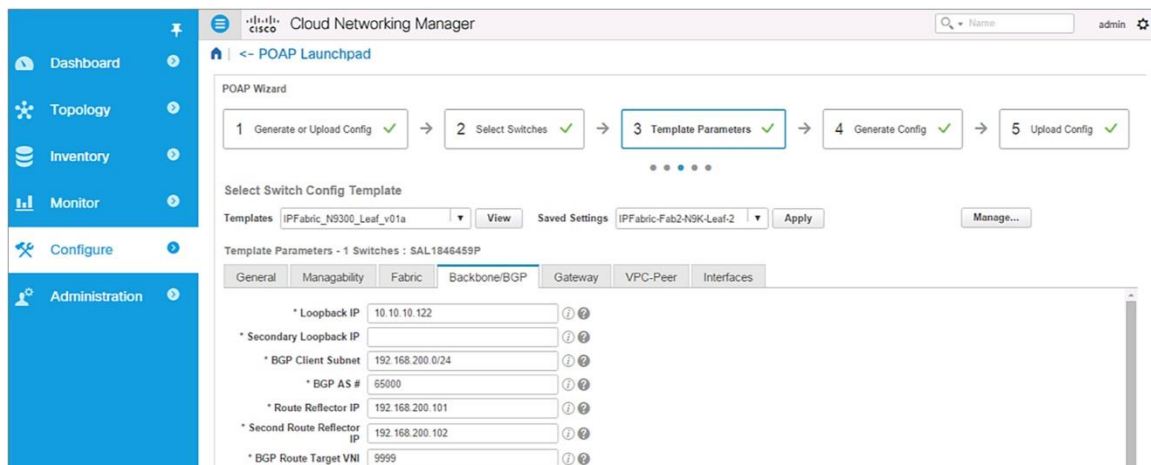 CISCO Cloud Networking Manager
Name
admin
Dashboard
Topology
Inventory
Monitor
Configure
Administration
<- POAP Launchpad
POAP Wizard
1 Generate or Upload Config
2 Select Switches
3 Template Parameters
4 Generate Config
5 Upload Config
Select Switch Config Template
Templates IPFabric_N9300_Leaf_v01a View Saved Settings IPFabric-Fab2-N9K-Leaf-2 Apply Manage...
Template Parameters - 1 Switches : SAL1846459P
General Managability Fabric Backbone/BGP Gateway VPC-Peer Interfaces
* Loopback IP 10.10.10.122
* Secondary Loopback IP
* BGP Client Subnet 192.168.200.0/24
* BGP AS # 65000
* Route Reflector IP 192.168.200.101
* Second Route Reflector
IP 192.168.200.102
* BGP Route Target VNI 9999